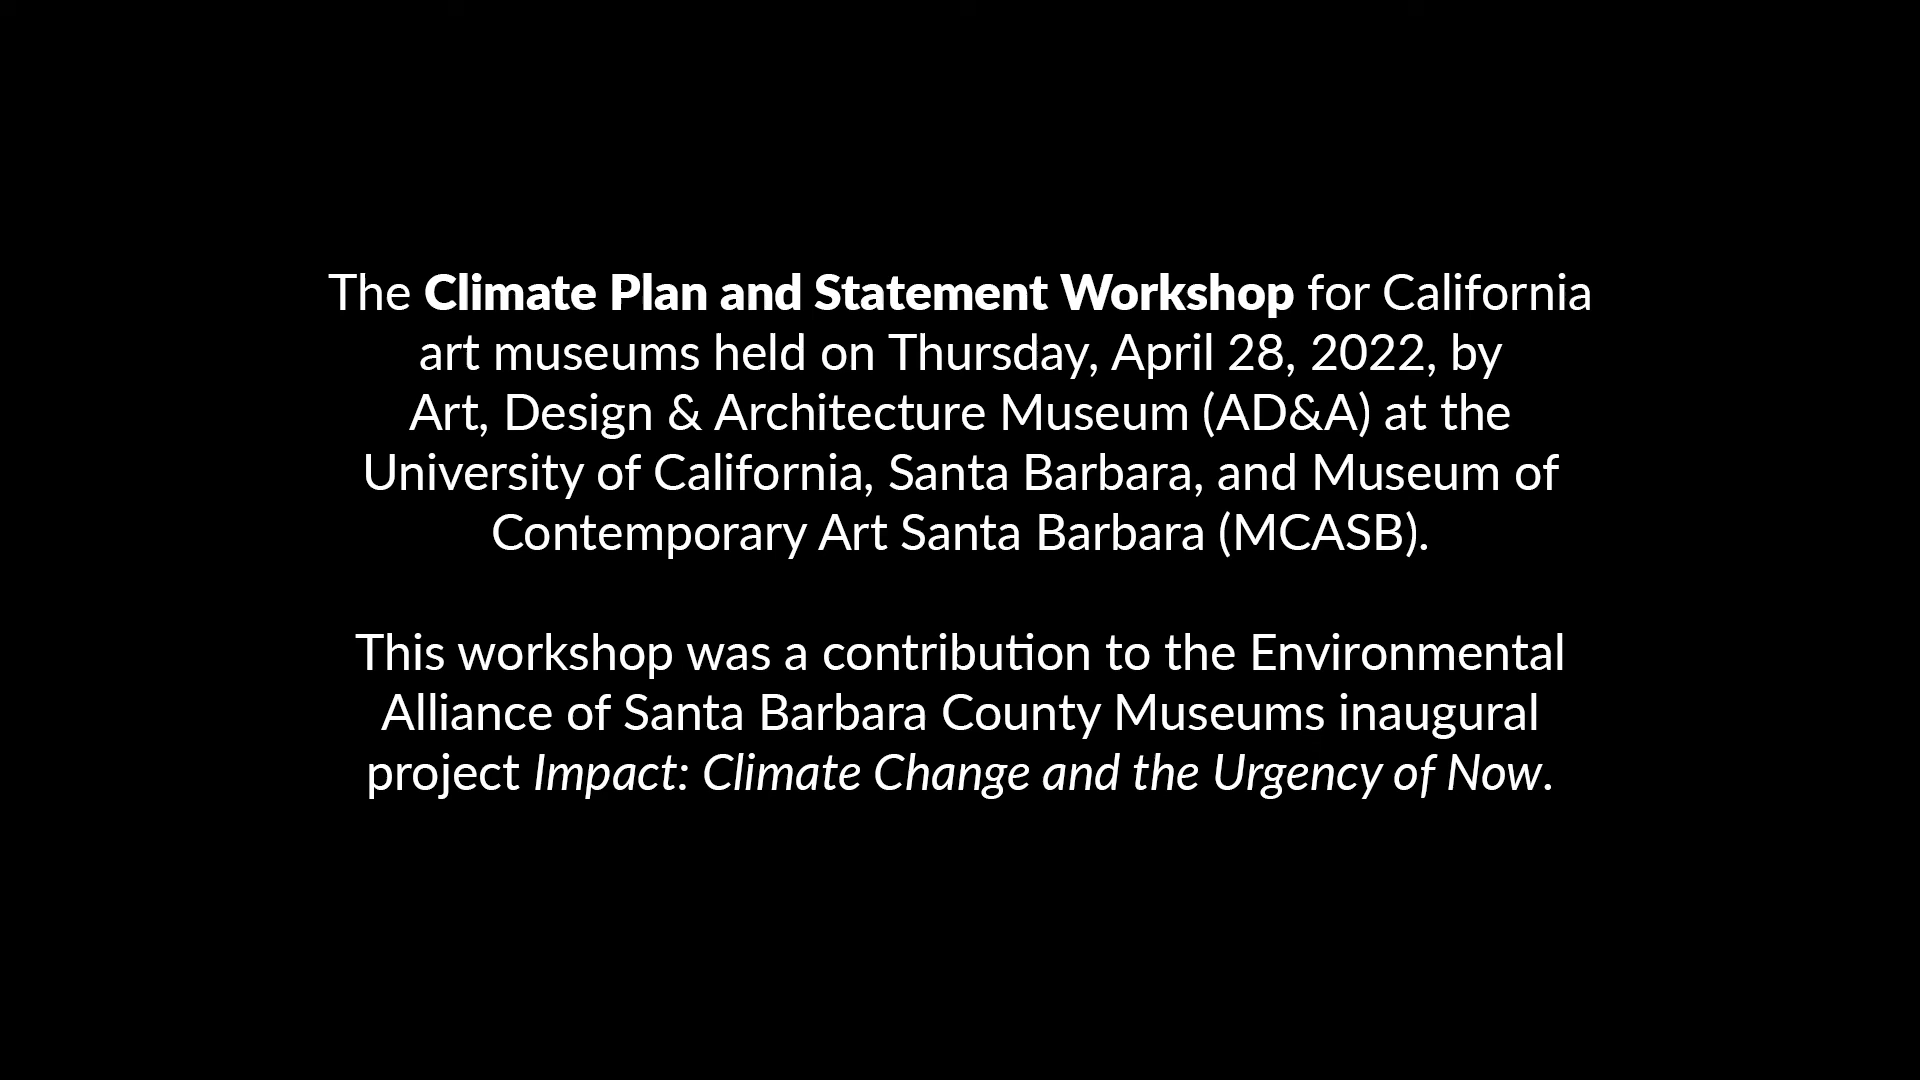 The Climate Plan and Statement Workshop for California
art museums held on Thursday, April 28, 2022, by
Art, Design & Architecture Museum (AD&A) at the
University of California, Santa Barbara, and Museum of
Contemporary Art Santa Barbara (MCASB).
This workshop was a contribution to the Environmental
Alliance of Santa Barbara County Museums inaugural
project Impact: Climate Change and the Urgency of Now.